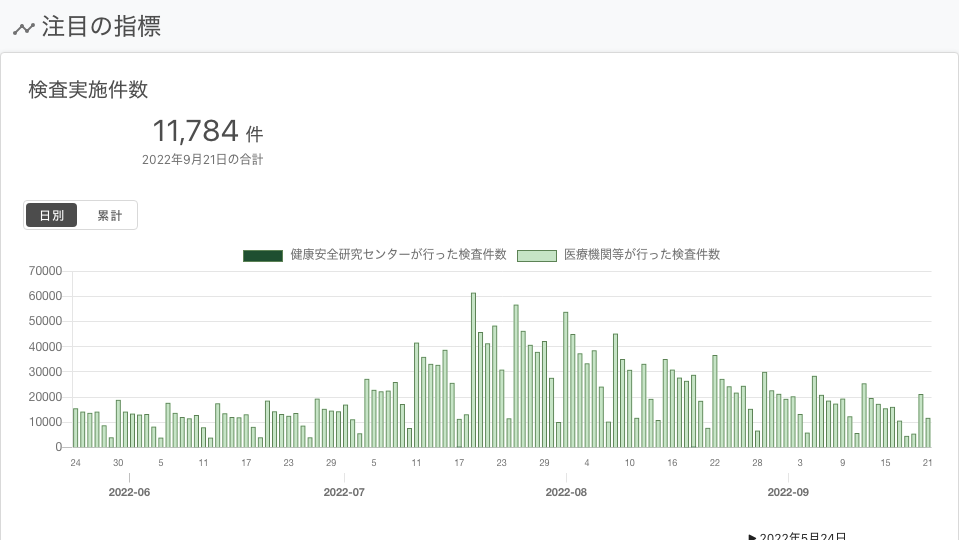 注目の指標
検査実施件数
11,784 件
2022年9月21日の合計
日別 累計
健康安全研究センターが行った検査件数 医療機関等が行った検査件数
70000
60000
50000
40000
30000
20000
10000
0
24 30 5 11 17 23 29 5 11 17 23 29 4 10 16 22 28 3 9 15 21
2022-06 2022-07 2022-08 2022-09
▶ 2022年5月24日